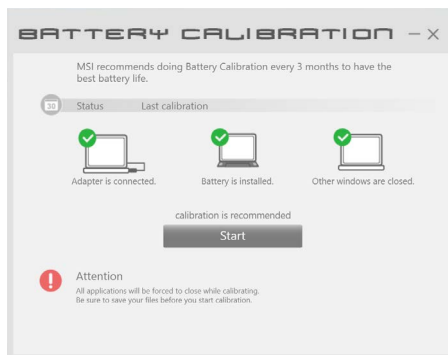 BATTERY CALIBRATION
MSI recommends doing Battery Calibration every 3 months to have the
best battery life.
30 Status Last calibration
Adapter is connected. Battery is installed. Other windows are closed.
calibration is recommended
Start
! Attention
All applications will be forced to close while calibrating.
Be sure to save your files before you start calibration.